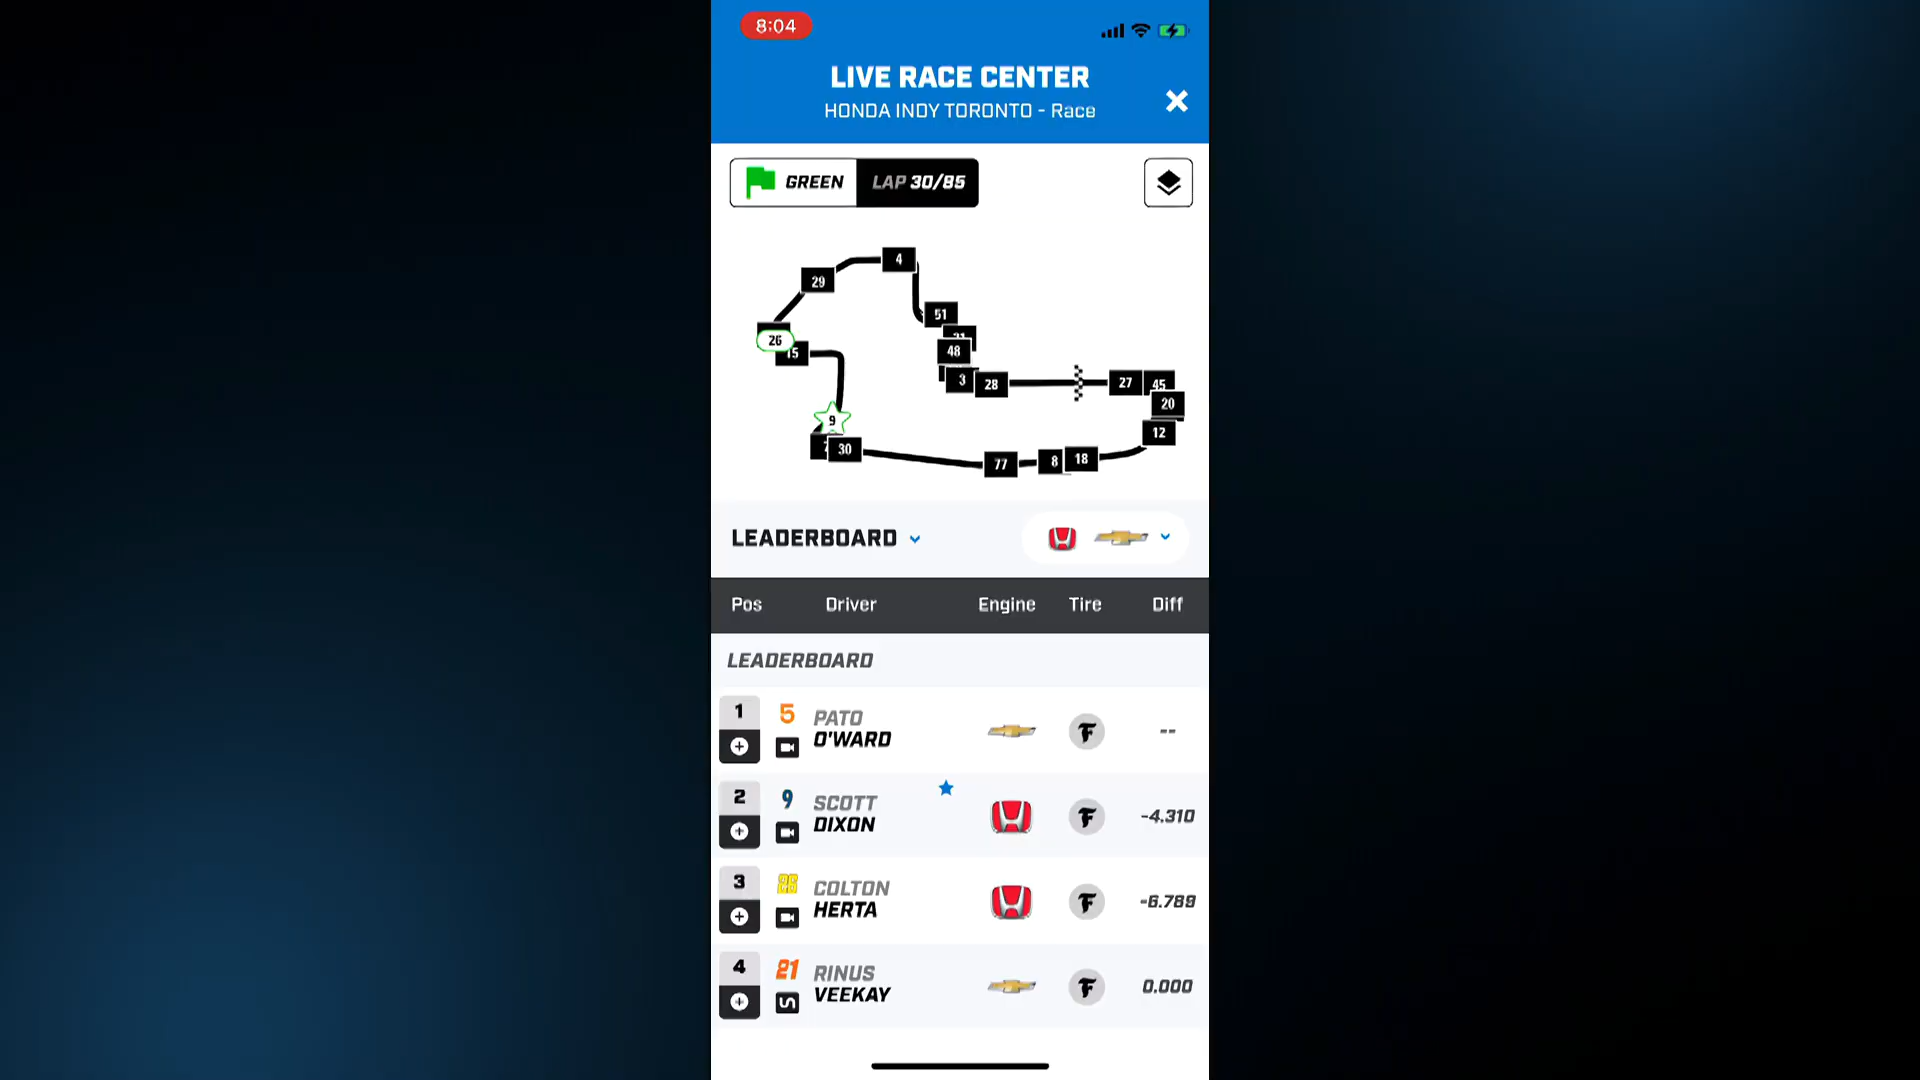 8:04
LIVE RACE CENTER
HONDA INDY TORONTO - Race
GREEN LAP 30/85
4
29
51
26
15
48
3
28
27
45
20
12
9
30
77
8
18
LEADERBOARD
Pos Driver Engine Tire Diff
LEADERBOARD
1 5 PATO O'WARD --
2 9 SCOTT DIXON -4.310
3 26 COLTON HERTA -6.789
4 21 RINUS VEEKAY 0.000